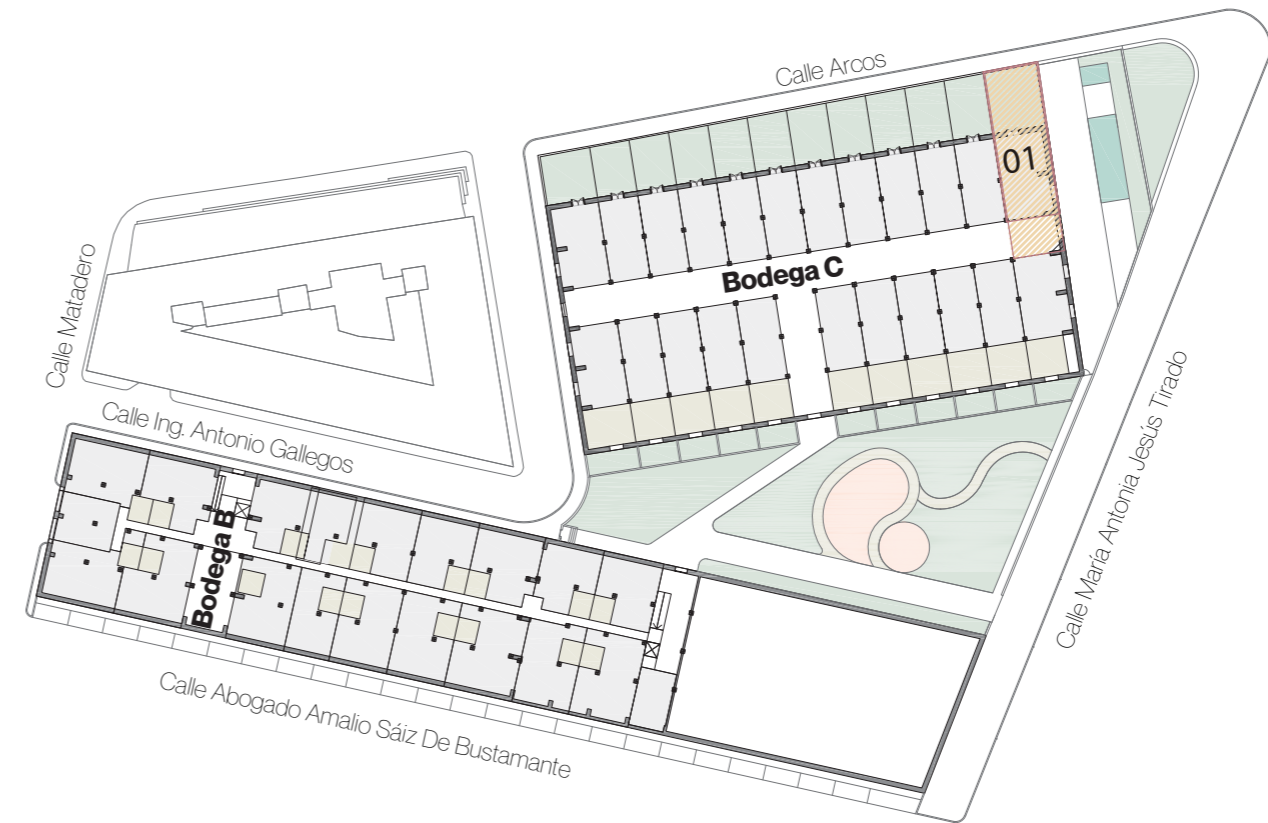 Calle Arcos
01
Calle Matadero
Bodega C
Calle María Antonia Jesús Tirado
Calle Ing. Antonio Gallegos
Bodega B
Calle Abogado Amalio Sáiz De Bustamante